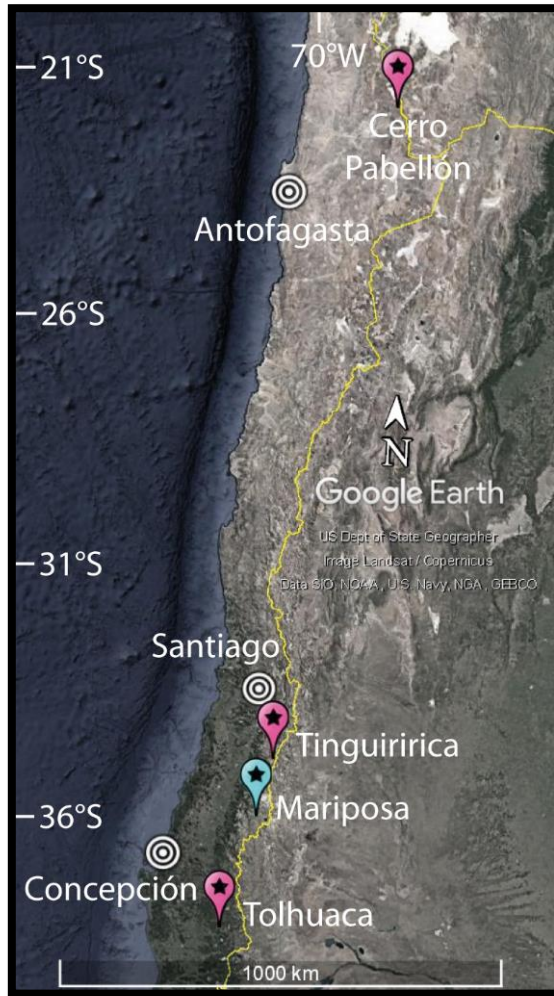 70°W
–21°S
Cerro
Pabellón
Antofagasta
–26°S
N
Google Earth
US Dept of State Geographer
Image Landsat / Copernicus
Data SIO, NOAA, U.S. Navy, NGA, GEBCO
–31°S
Santiago
Tinguiririca
Mariposa
–36°S
Concepción
Tolhuaca
1000 km